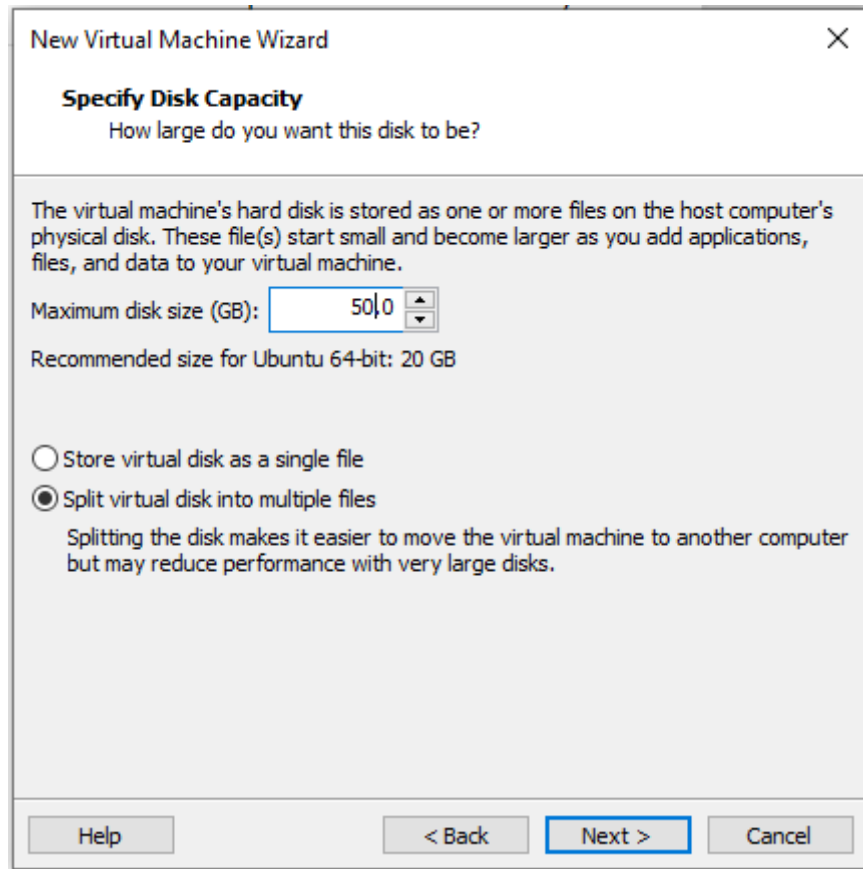 New Virtual Machine Wizard
Specify Disk Capacity
How large do you want this disk to be?
The virtual machine's hard disk is stored as one or more files on the host computer's
physical disk. These file(s) start small and become larger as you add applications,
files, and data to your virtual machine.
Maximum disk size (GB): 50.0
Recommended size for Ubuntu 64-bit: 20 GB
Store virtual disk as a single file
Split virtual disk into multiple files
Splitting the disk makes it easier to move the virtual machine to another computer
but may reduce performance with very large disks.
Help < Back Next > Cancel